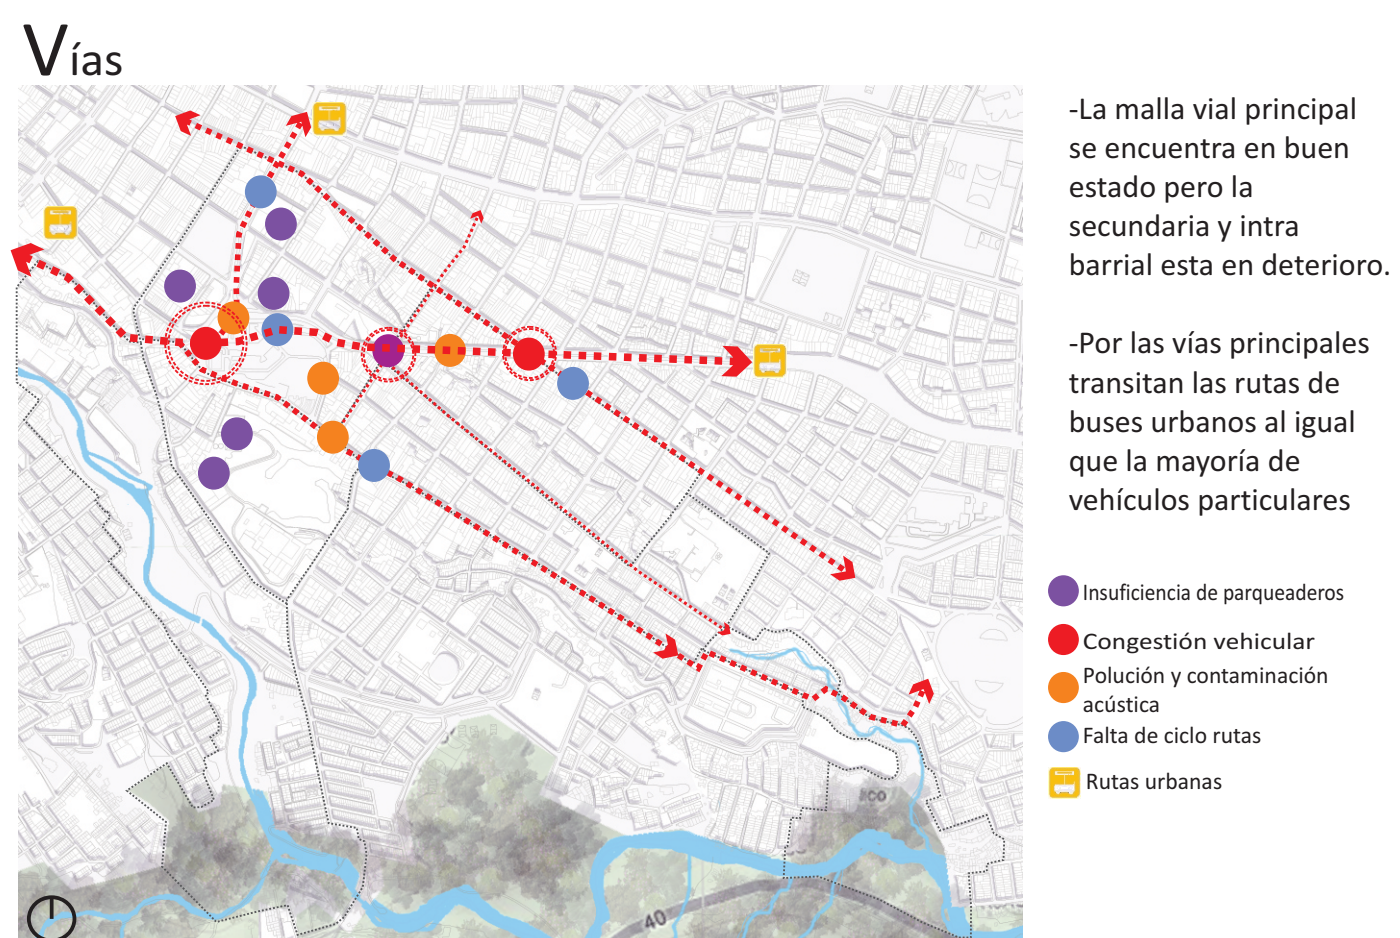 Vías
-La malla vial principal
se encuentra en buen
estado pero la
secundaria y intra
barrial esta en deterioro.
-Por las vías principales
transitan las rutas de
buses urbanos al igual
que la mayoría de
vehículos particulares
Insuficiencia de parqueaderos
Congestión vehicular
Polución y contaminación
acústica
Falta de ciclo rutas
Rutas urbanas
ECO
40